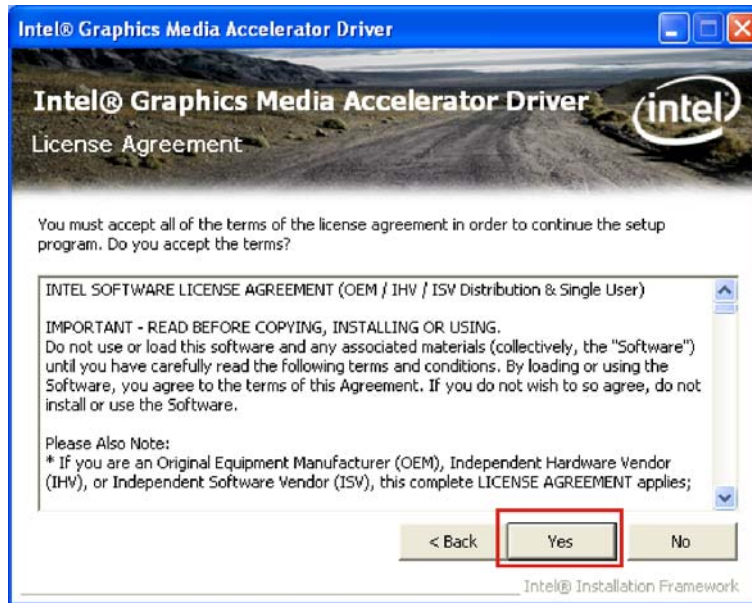 Intel® Graphics Media Accelerator Driver
Intel® Graphics Media Accelerator Driver
intel
License Agreement
You must accept all of the terms of the license agreement in order to continue the setup
program. Do you accept the terms?
INTEL SOFTWARE LICENSE AGREEMENT (OEM / IHV / ISV Distribution & Single User)
IMPORTANT - READ BEFORE COPYING, INSTALLING OR USING.
Do not use or load this software and any associated materials (collectively, the "Software")
until you have carefully read the following terms and conditions. By loading or using the
Software, you agree to the terms of this Agreement. If you do not wish to so agree, do not
install or use the Software.
Please Also Note:
* If you are an Original Equipment Manufacturer (OEM), Independent Hardware Vendor
(IHV), or Independent Software Vendor (ISV), this complete LICENSE AGREEMENT applies;
< Back Yes No
Intel® Installation Framework